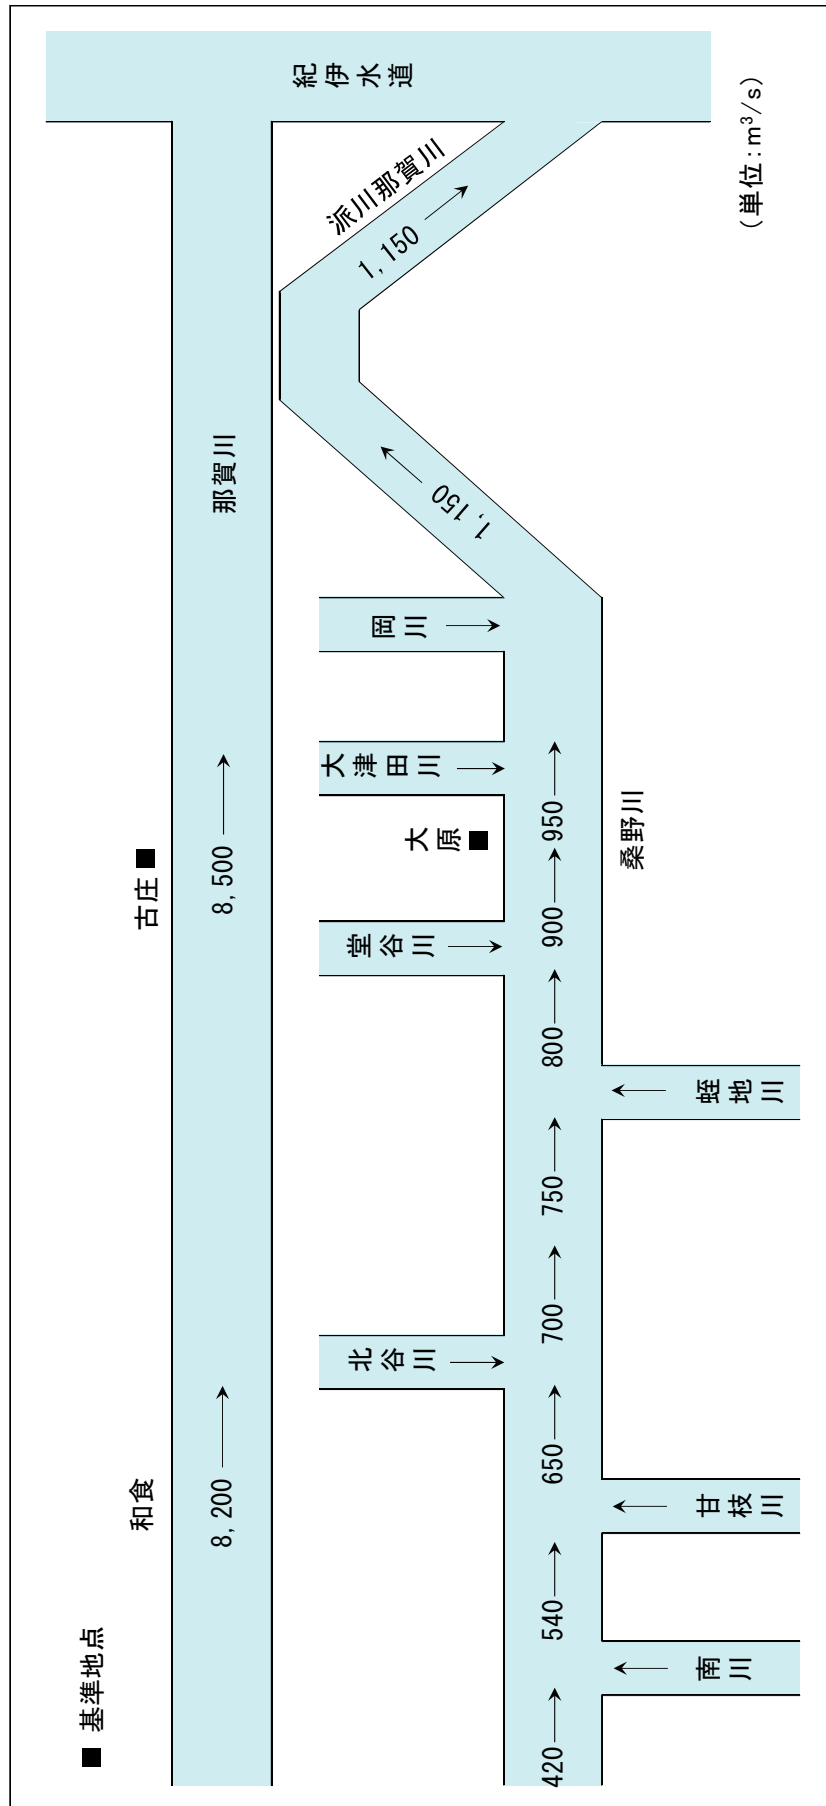 ■ 基準地点
和食
古庄 ■
8,200
8,500
那賀川
紀伊水道
北谷川
堂谷川
大原 ■
大津田川
岡川
1,150
1,150
派川那賀川
420
540
650
700
750
800
900
950
桑野川
南川
甘枝川
蛭地川
(単位:m³/s)